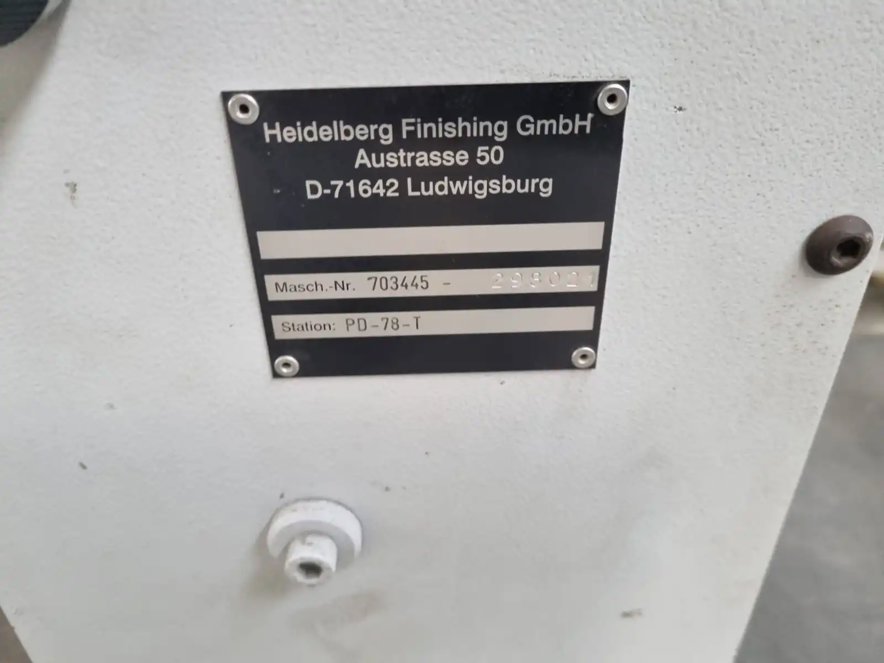 Heidelberg Finishing GmbH
Austrasse 50
D-71642 Ludwigsburg
Masch.-Nr. 703445 -
Station: PD-78-T